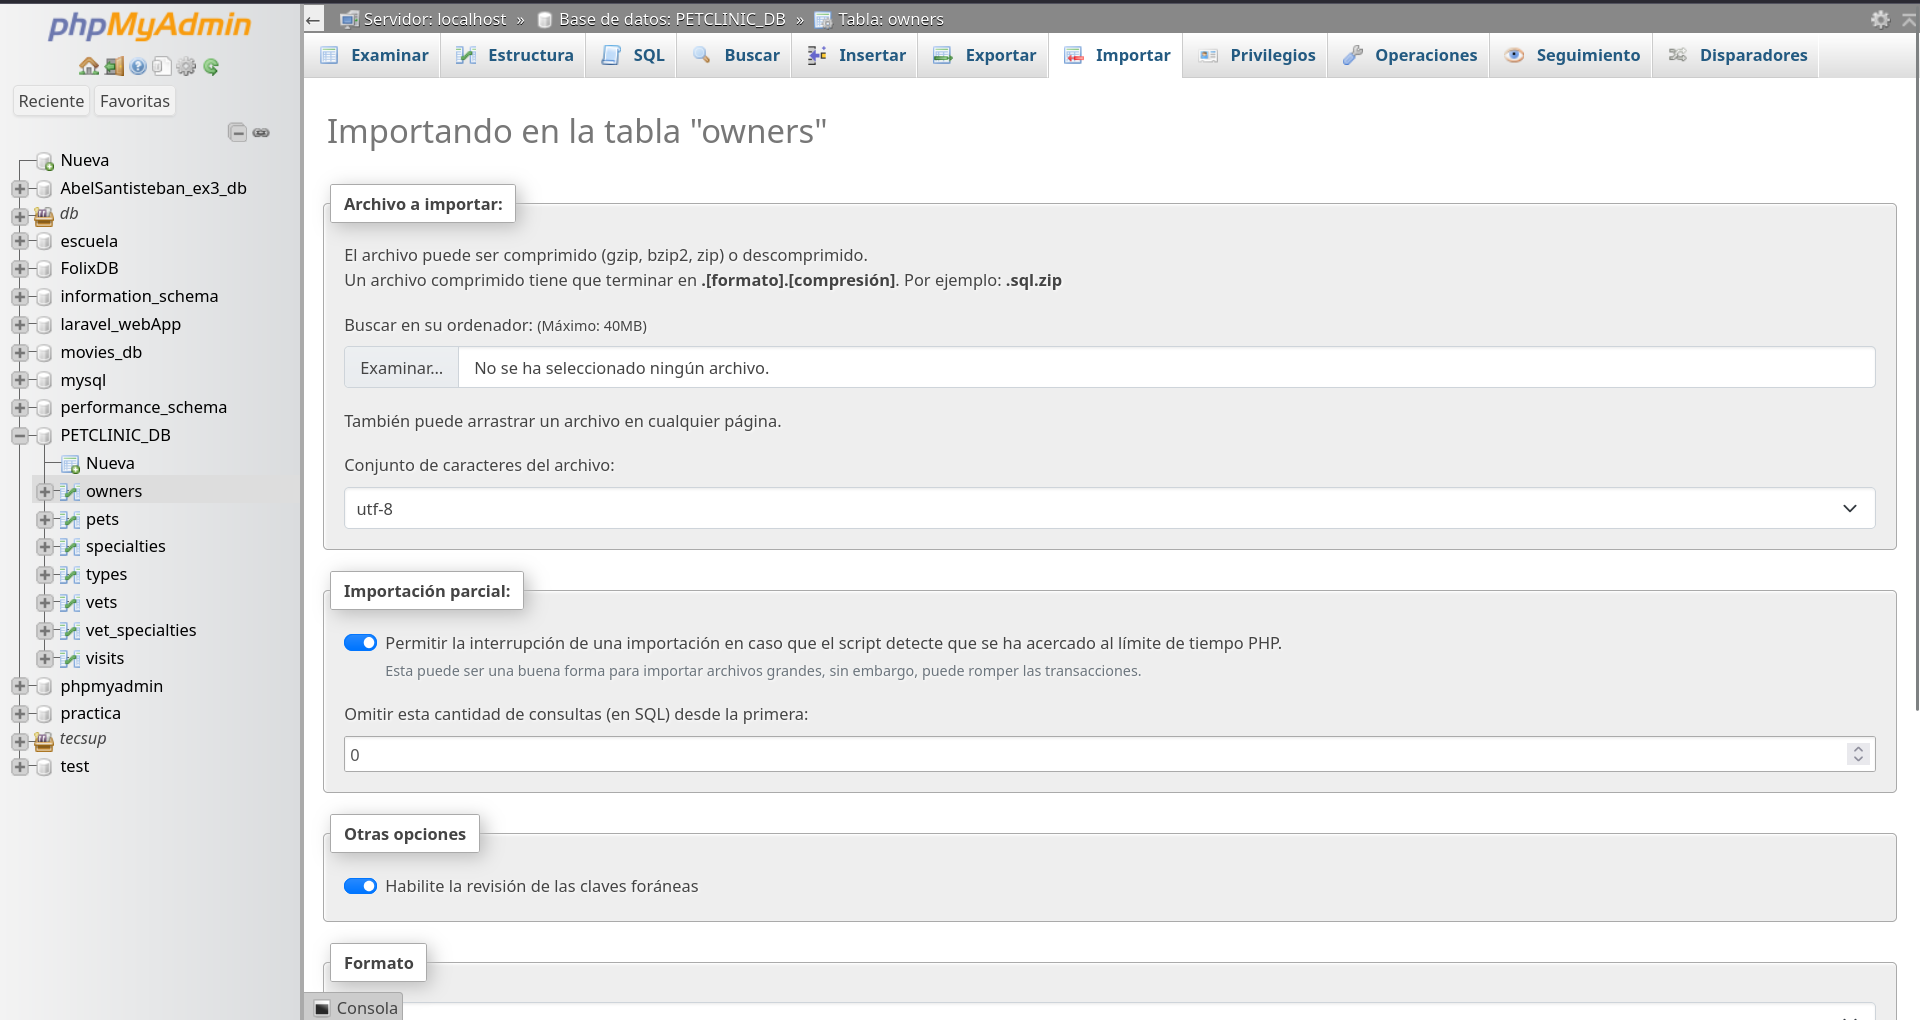 phpMyAdmin
Reciente Favoritas
Nueva
AbelSantisteban_ex3_db
db
escuela
FolixDB
information_schema
laravel_webApp
movies_db
mysql
performance_schema
PETCLINIC_DB
Nueva
owners
pets
specialties
types
vets
vet_specialties
visits
phpmyadmin
practica
tecsup
test
Servidor: localhost » Base de datos: PETCLINIC_DB » Tabla: owners
Examinar Estructura SQL Buscar Insertar Exportar Importar Privilegios Operaciones Seguimiento Disparadores
Importando en la tabla "owners"
Archivo a importar:
El archivo puede ser comprimido (gzip, bzip2, zip) o descomprimido.
Un archivo comprimido tiene que terminar en .[formato].[compresión]. Por ejemplo: .sql.zip
Buscar en su ordenador: (Máximo: 40MB)
Examinar... No se ha seleccionado ningún archivo.
También puede arrastrar un archivo en cualquier página.
Conjunto de caracteres del archivo:
utf-8
Importación parcial:
Permitir la interrupción de una importación en caso que el script detecte que se ha acercado al límite de tiempo PHP.
Esta puede ser una buena forma para importar archivos grandes, sin embargo, puede romper las transacciones.
Omitir esta cantidad de consultas (en SQL) desde la primera:
0
Otras opciones
Habilite la revisión de las claves foráneas
Formato
Consola